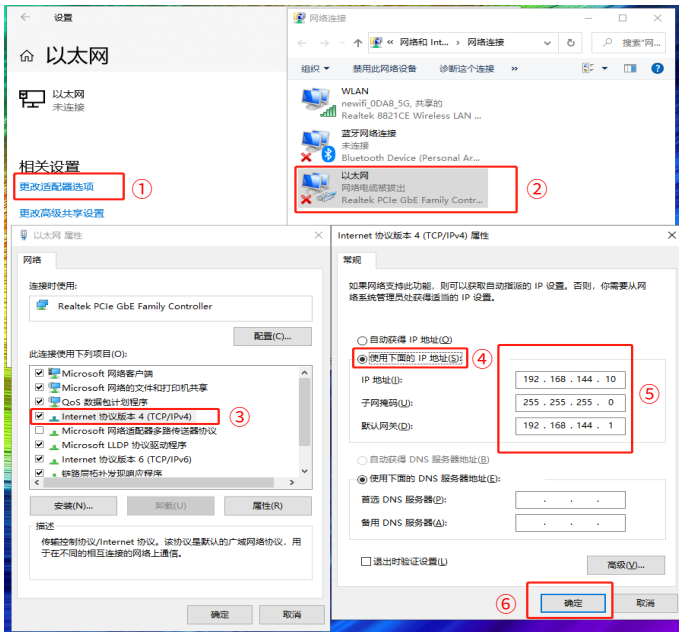 ← 设置
以太网
以太网
未连接
相关设置
更改适配器选项 ①
更改高级共享设置
网络连接
« 网络和 Int... › 网络连接
搜索"网...
组织 禁用此网络设备 诊断这个连接 »
WLAN
newifi_0DA8_5G, 共享的
Realtek 8821CE Wireless LAN ...
蓝牙网络连接
未连接
Bluetooth Device (Personal Ar...
以太网
网络电缆被拔出
Realtek PCIe GbE Family Contr...
②
以太网 属性
网络
连接时使用:
Realtek PCIe GbE Family Controller
配置(C)...
此连接使用下列项目(O):
Microsoft 网络客户端
Microsoft 网络的文件和打印机共享
QoS 数据包计划程序
Internet 协议版本 4 (TCP/IPv4) ③
Microsoft 网络适配器多路传送器协议
Microsoft LLDP 协议驱动程序
Internet 协议版本 6 (TCP/IPv6)
链路层拓扑发现响应程序
安装(N)... 卸载(U) 属性(R)
描述
传输控制协议/Internet 协议。该协议是默认的广域网络协议，用
于在不同的相互连接的网络上通信。
确定 取消
Internet 协议版本 4 (TCP/IPv4) 属性
常规
如果网络支持此功能，则可以获取自动指派的 IP 设置。否则，你需要从网
络系统管理员处获得适当的 IP 设置。
自动获得 IP 地址(O)
使用下面的 IP 地址(S): ④
IP 地址(I): 192 . 168 . 144 . 10
子网掩码(U): 255 . 255 . 255 . 0
默认网关(D): 192 . 168 . 144 . 1
⑤
自动获得 DNS 服务器地址(B)
使用下面的 DNS 服务器地址(E):
首选 DNS 服务器(P): . . .
备用 DNS 服务器(A): . . .
退出时验证设置(L)
高级(V)...
⑥ 确定 取消